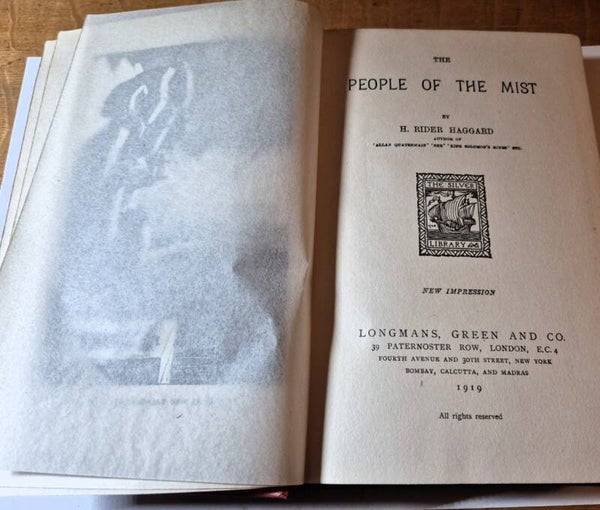 THE
PEOPLE OF THE MIST
BY
H. RIDER HAGGARD
AUTHOR OF
'ALLAN QUATERMAIN' 'SHE' 'KING SOLOMON'S MINES' ETC.
THE SILVER
LIBRARY
NEW IMPRESSION
LONGMANS, GREEN AND CO.
39 PATERNOSTER ROW, LONDON, E.C. 4
FOURTH AVENUE AND 30TH STREET, NEW YORK
BOMBAY, CALCUTTA, AND MADRAS
1919
All rights reserved